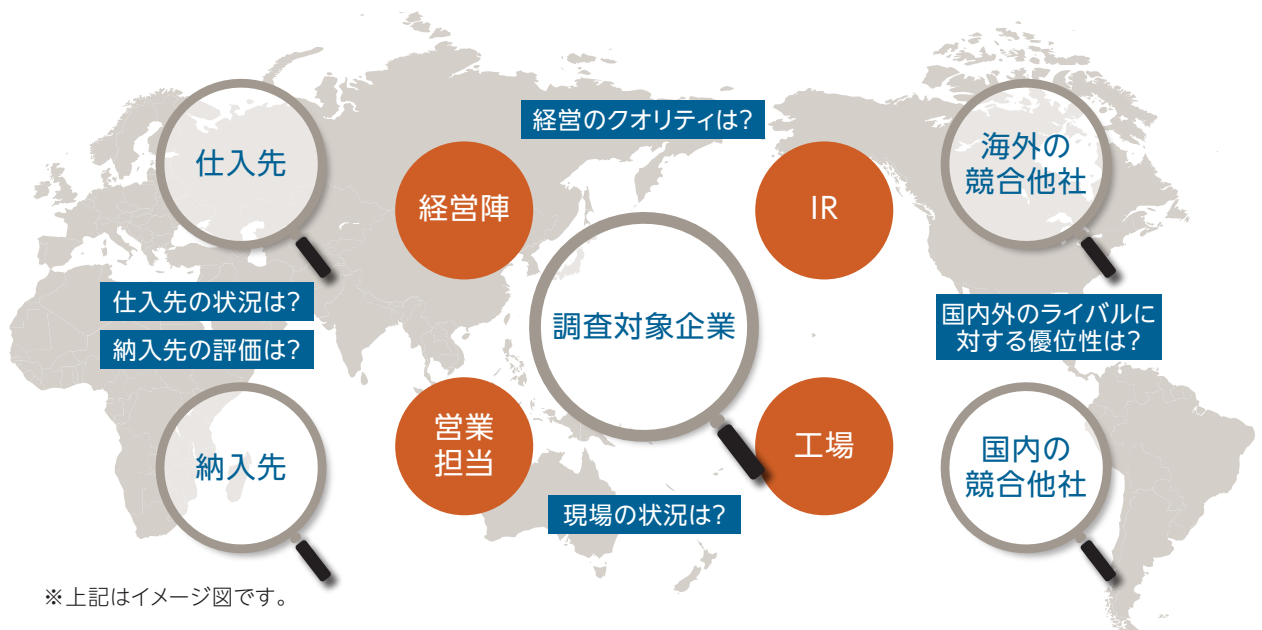 経営のクオリティは?
仕入先
海外の
競合他社
経営陣
IR
調査対象企業
仕入先の状況は?
納入先の評価は?
国内外のライバルに
対する優位性は?
営業
担当
工場
納入先
国内の
競合他社
現場の状況は?
※上記はイメージ図です。